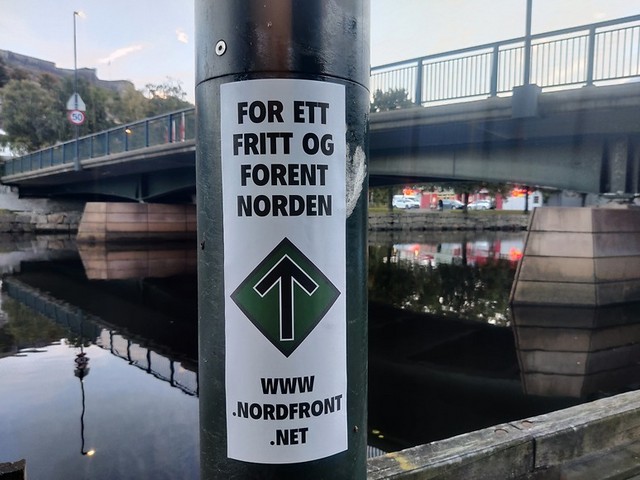 FOR ETT
FRITT OG
FORENT
NORDEN
WWW
.NORDFRONT
.NET
50